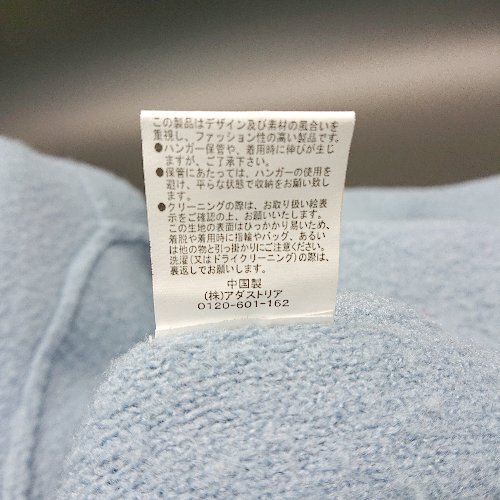 この製品はデザイン及び素材の風合いを
重視し、ファッション性の高い製品です。
●ハンガー保管や、着用時に伸びが生じ
ますが、ご了承下さい。
●保管にあたっては、ハンガーの使用を
避け、平らな状態で収納をお願い致し
ます。
●クリーニングの際は、お取り扱い絵表
示をご確認の上、お願いいたします。
この生地の表面はひっかかり易いため、
着脱や着用時に指輪やバッグ、あるい
は他の物と引っ掛かりにご注意ください。
洗濯(又はドライクリーニング)の際は、
裏返しでお願いします。
中国製
(株)アダストリア
0120-601-162